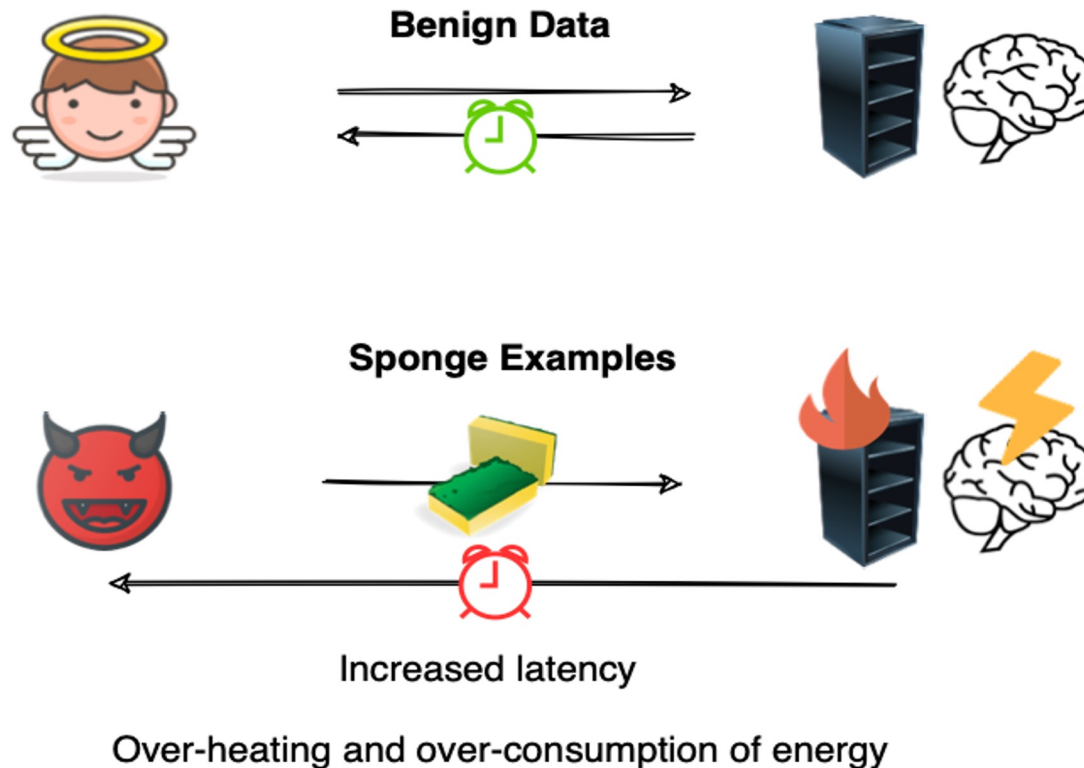 Benign Data
Sponge Examples
Increased latency
Over-heating and over-consumption of energy